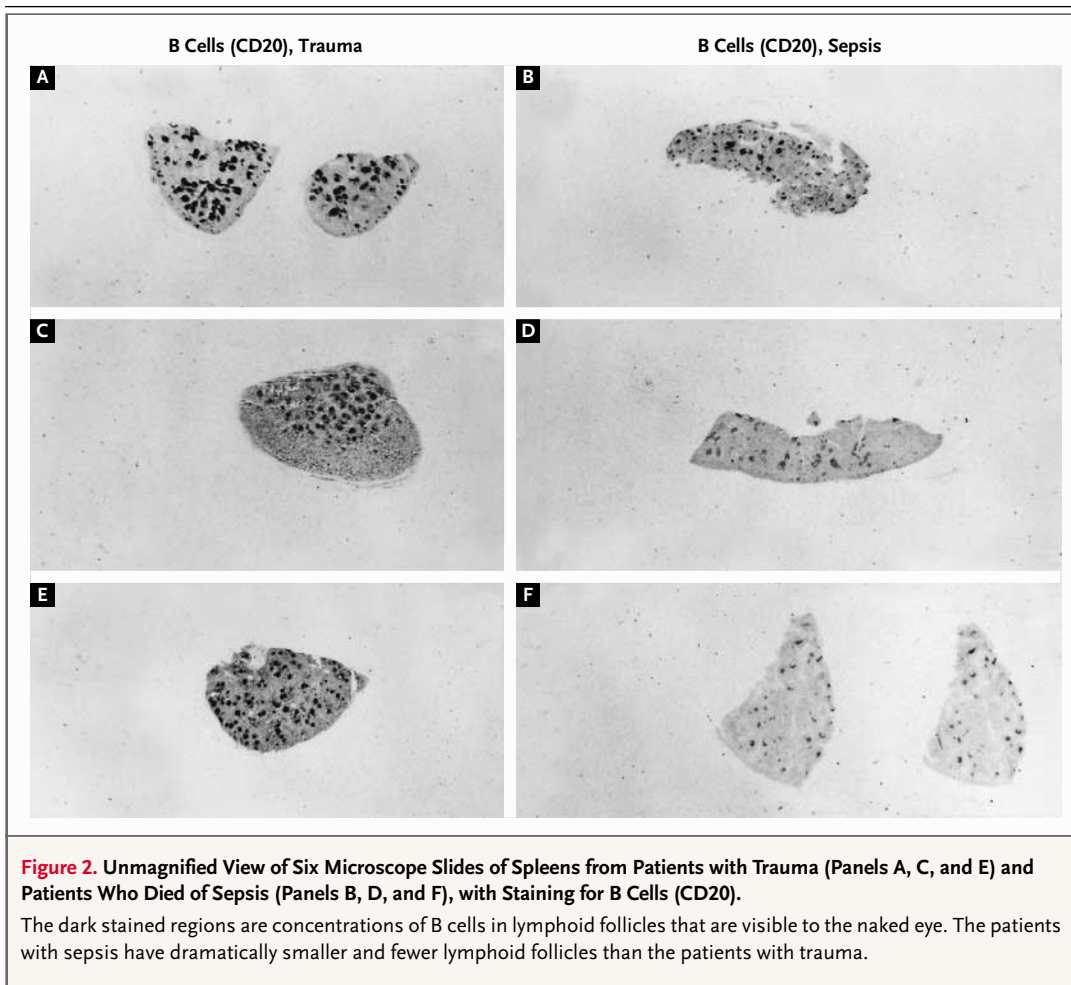 B Cells (CD20), Trauma
B Cells (CD20), Sepsis
A
B
C
D
E
F
Figure 2. Unmagnified View of Six Microscope Slides of Spleens from Patients with Trauma (Panels A, C, and E) and
Patients Who Died of Sepsis (Panels B, D, and F), with Staining for B Cells (CD20).
The dark stained regions are concentrations of B cells in lymphoid follicles that are visible to the naked eye. The patients
with sepsis have dramatically smaller and fewer lymphoid follicles than the patients with trauma.